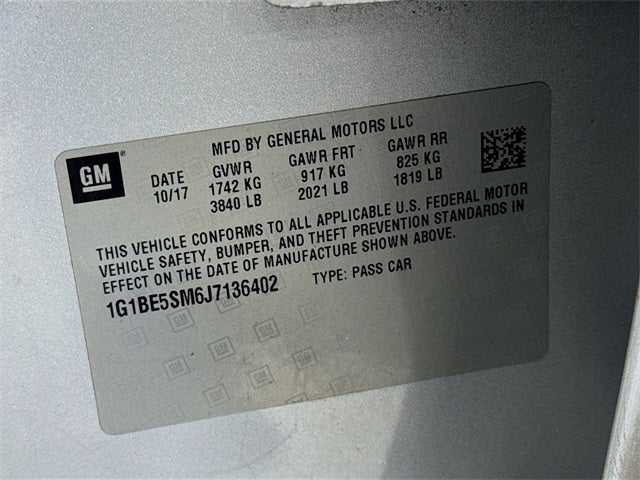 GM
MFD BY GENERAL MOTORS LLC
DATE GVWR GAWR FRT GAWR RR
10/17 1742 KG 917 KG 825 KG
3840 LB 2021 LB 1819 LB
THIS VEHICLE CONFORMS TO ALL APPLICABLE U.S. FEDERAL MOTOR
VEHICLE SAFETY, BUMPER, AND THEFT PREVENTION STANDARDS IN
EFFECT ON THE DATE OF MANUFACTURE SHOWN ABOVE.
1G1BE5SM6J7136402 TYPE: PASS CAR